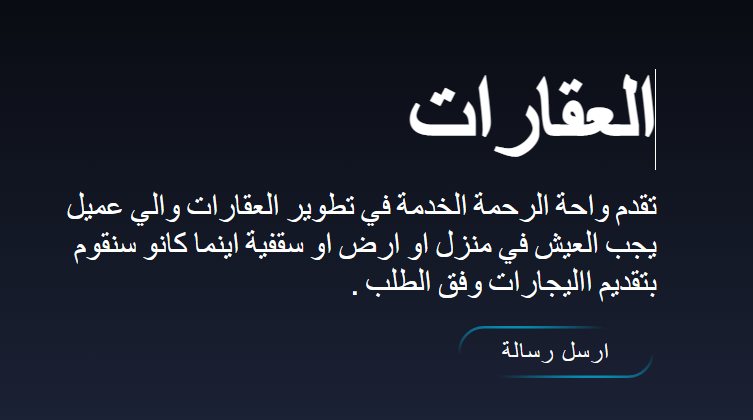 العقارات
تقدم واحة الرحمة الخدمة في تطوير العقارات والي عميل
يجب العيش في منزل او ارض او سقفية اينما كانو سنقوم
بتقديم االيجارات وفق الطلب .
ارسل رسالة